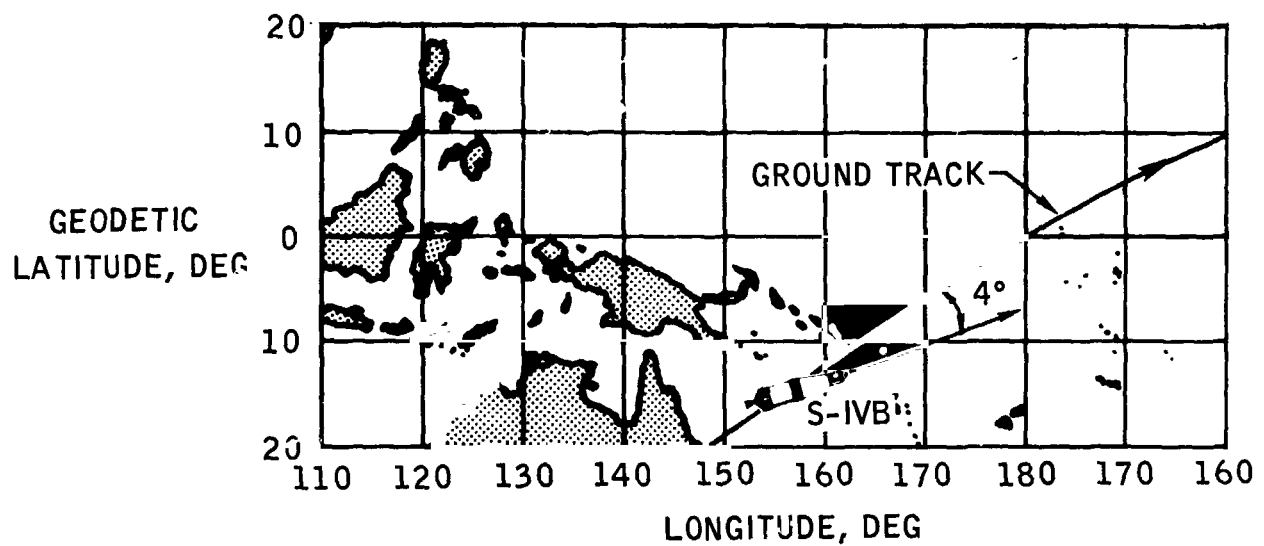 20
10
GROUND TRACK
GEODETIC
LATITUDE, DEG
0
4°
10
S-IVB
20
110 120 130 140 150 160 170 180 170 160
LONGITUDE, DEG